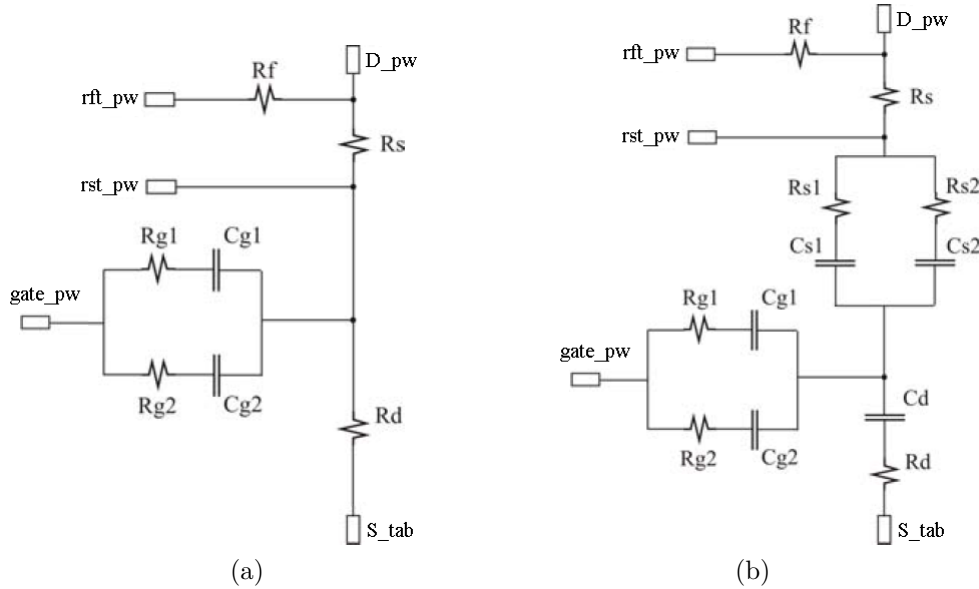 D_pw
Rf
rft_pw
Rs
rst_pw
Rg1
Cg1
gate_pw
Rg2
Cg2
Rd
S_tab
(a)
D_pw
Rf
rft_pw
Rs
rst_pw
Rs1
Rs2
Cs1
Cs2
Rg1
Cg1
gate_pw
Rg2
Cg2
Cd
Rd
S_tab
(b)